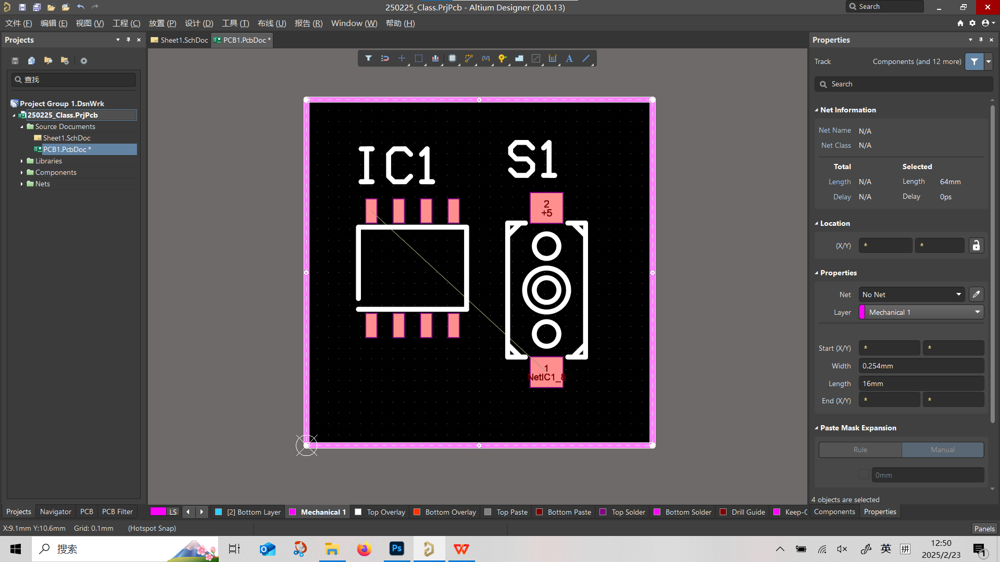 250225_Class.PrjPcb - Altium Designer (20.0.13)
Search
文件 (F) 编辑 (E) 视图 (V) 工程 (C) 放置 (P) 设计 (D) 工具 (T) 布线 (U) 报告 (R) Window (W) 帮助 (H)
Projects
Sheet1.SchDoc
PCB1.PcbDoc *
查找
Project Group 1.DsnWrk
250225_Class.PrjPcb
Source Documents
Sheet1.SchDoc
PCB1.PcbDoc *
Libraries
Components
Nets
IC1
S1
2
+5
1
NetIC1_8
Properties
Track Components (and 12 more)
Search
Net Information
Net Name N/A
Net Class N/A
Total Selected
Length N/A Length 64mm
Delay N/A Delay 0ps
Location
(X/Y) * *
Properties
Net No Net
Layer Mechanical 1
Start (X/Y) * *
Width 0.254mm
Length 16mm
End (X/Y) * *
Paste Mask Expansion
Rule Manual
0mm
4 objects are selected
Components Properties
Projects Navigator PCB PCB Filter
LS [2] Bottom Layer Mechanical 1 Top Overlay Bottom Overlay Top Paste Bottom Paste Top Solder Bottom Solder Drill Guide Keep-O
X:9.1mm Y:10.6mm Grid: 0.1mm (Hotspot Snap)
Panels
搜索
Ps
英
拼
12:50
2025/2/23
1